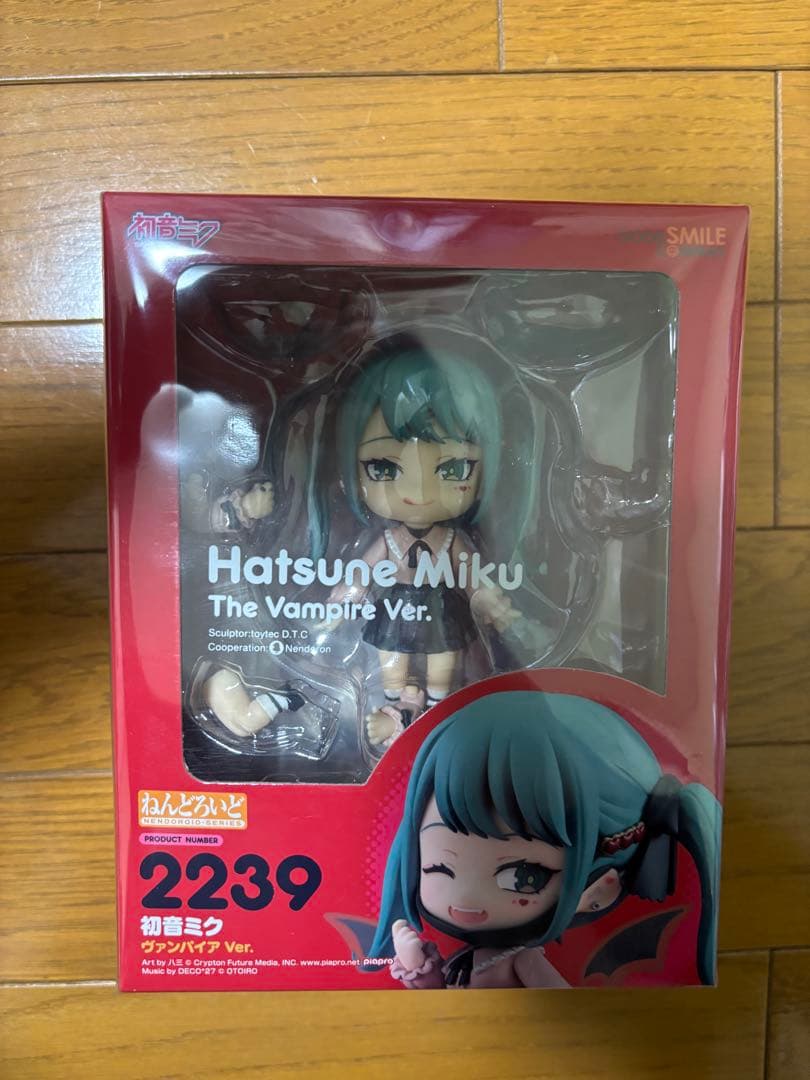 初音ミク
SMILE
Hatsune Miku
The Vampire Ver.
Sculptor:toytec D.T.C
Cooperation: Nendoron
ねんどろいど
NENDOROID-SERIES
PRODUCT NUMBER
2239
初音ミク
ヴァンパイア Ver.
Art by 八三 © Crypton Future Media, INC. www.piapro.net piapro
Music by DECO*27 © OTOIRO